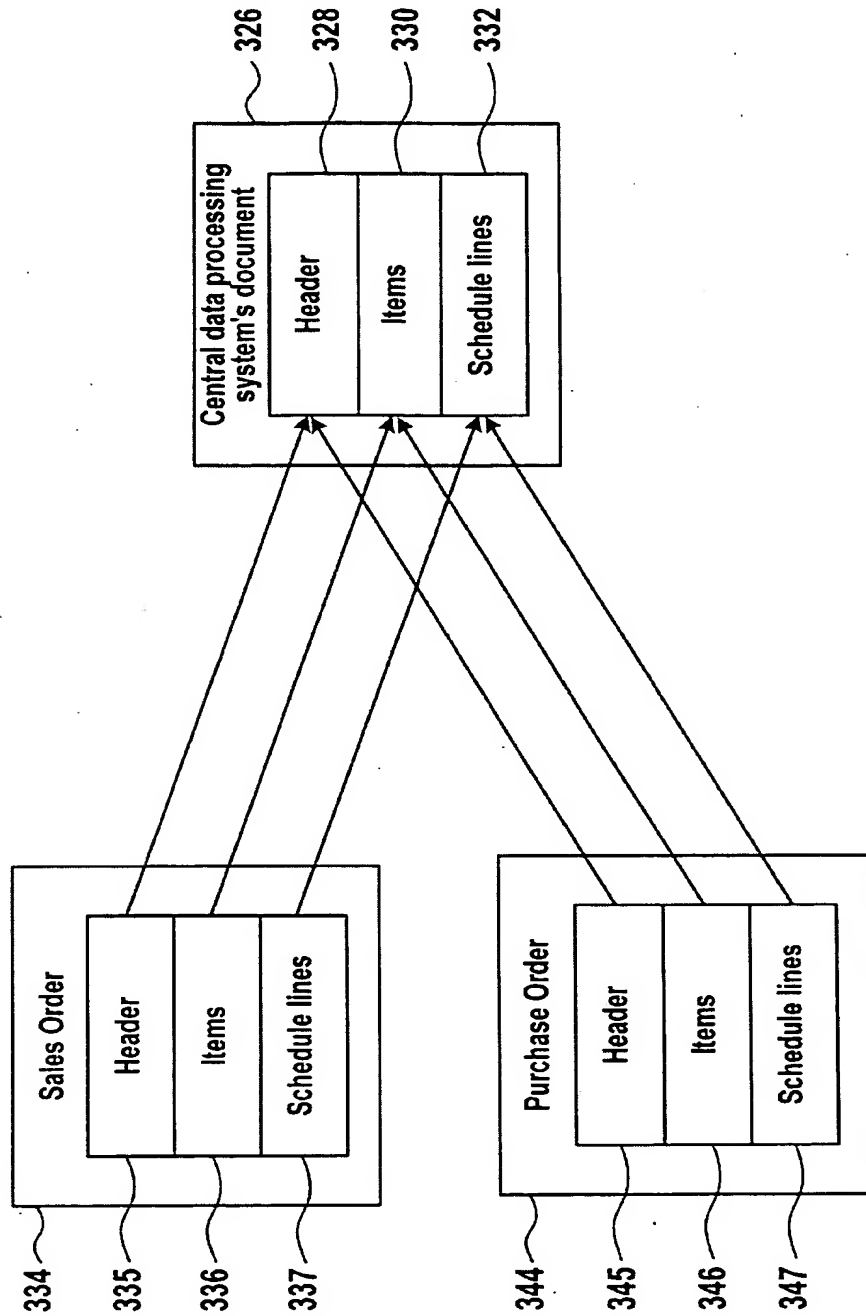 334
Sales Order
335
Header
336
Items
337
Schedule lines
344
Purchase Order
345
Header
346
Items
347
Schedule lines
Central data processing
system's document
326
Header
328
Items
330
Schedule lines
332